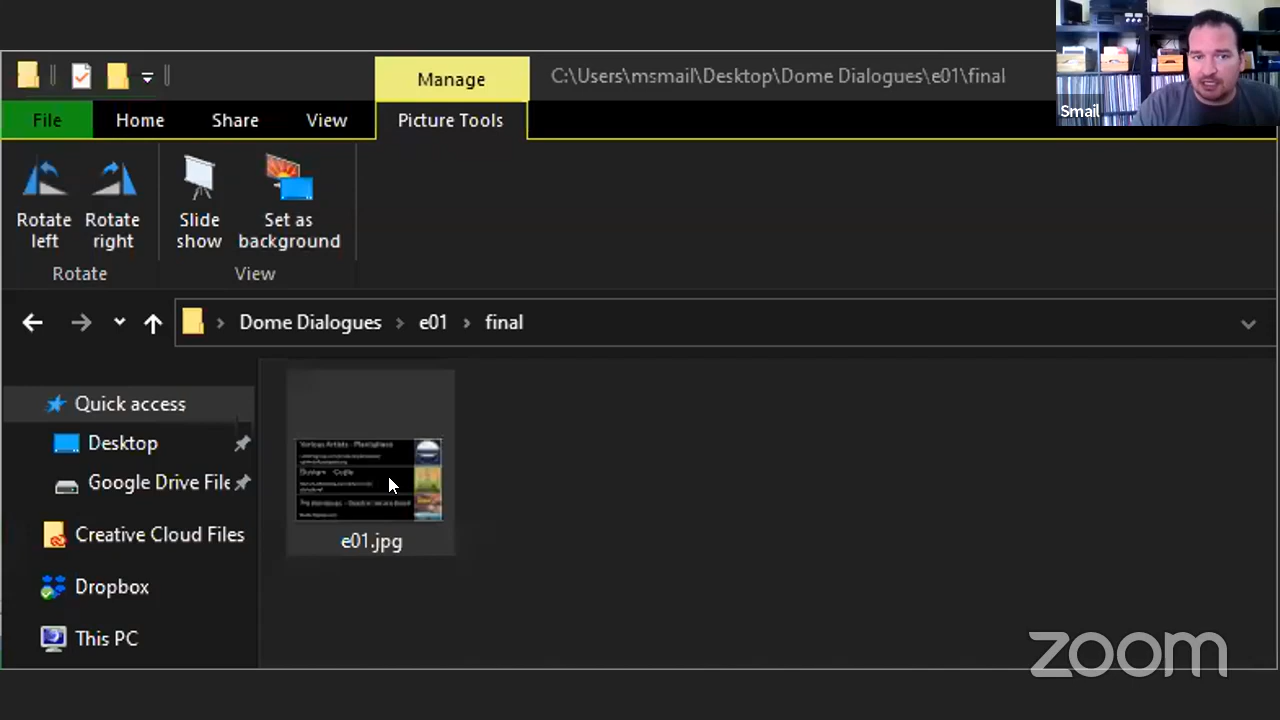 Manage
C:\Users\msmail\Desktop\Dome Dialogues\e01\final
Smail
File
Home
Share
View
Picture Tools
Rotate left
Rotate right
Slide show
Set as background
Rotate
View
Dome Dialogues
e01
final
Quick access
Desktop
Google Drive File
Creative Cloud Files
Dropbox
This PC
Various Artists -
e01.jpg
zoom